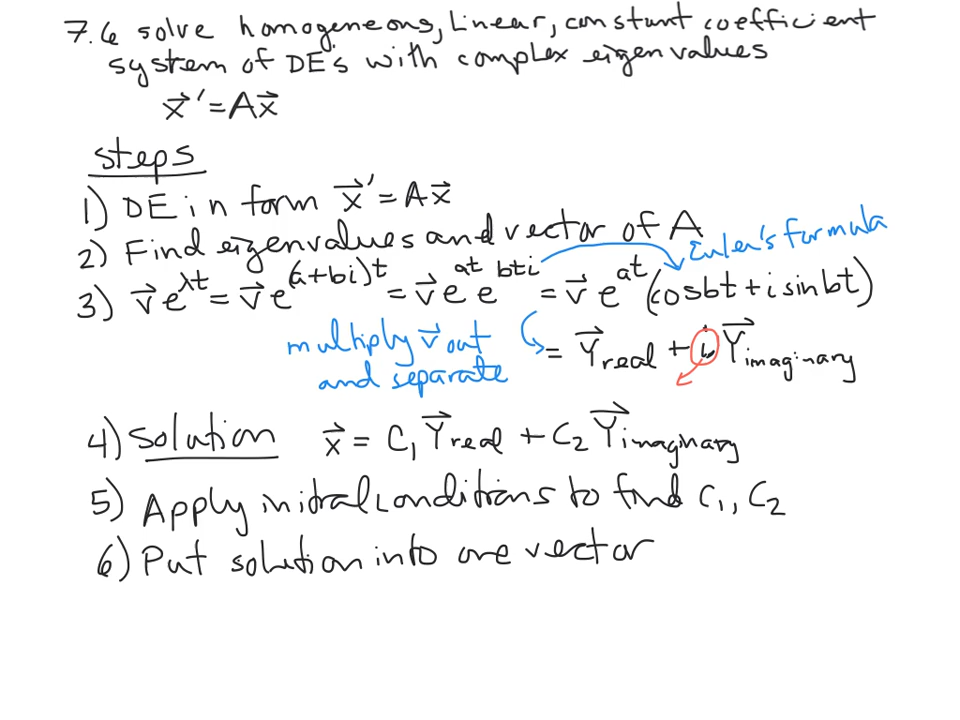 7.6 solve homogeneous, Linear, constant coefficient
system of DE's with complex eigenvalues
x⃗' = Ax⃗
steps
1) DE in form x⃗' = Ax⃗
2) Find eigenvalues and vector of A
Euler's formula
3) v⃗e^(λt) = v⃗e^((a+bi)t) = v⃗e^(at)e^(bti) = v⃗e^(at)(cosbt + i sinbt)
multiply v⃗ out
and separate
= Y⃗real + i Y⃗imaginary
4) Solution x⃗ = C₁Y⃗real + C₂Y⃗imaginary
5) Apply initial conditions to find C₁, C₂
6) Put solution into one vector